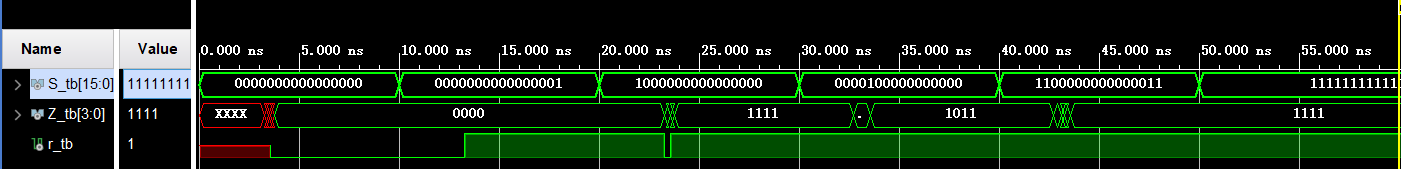 Name Value 0.000 ns 5.000 ns 10.000 ns 15.000 ns 20.000 ns 25.000 ns 30.000 ns 35.000 ns 40.000 ns 45.000 ns 50.000 ns 55.000 ns
S_tb[15:0] 11111111 0000000000000000 0000000000000001 1000000000000000 0000100000000000 1100000000000011 11111111111
Z_tb[3:0] 1111 XXXX 0000 1111 . 1011 1111
r_tb 1